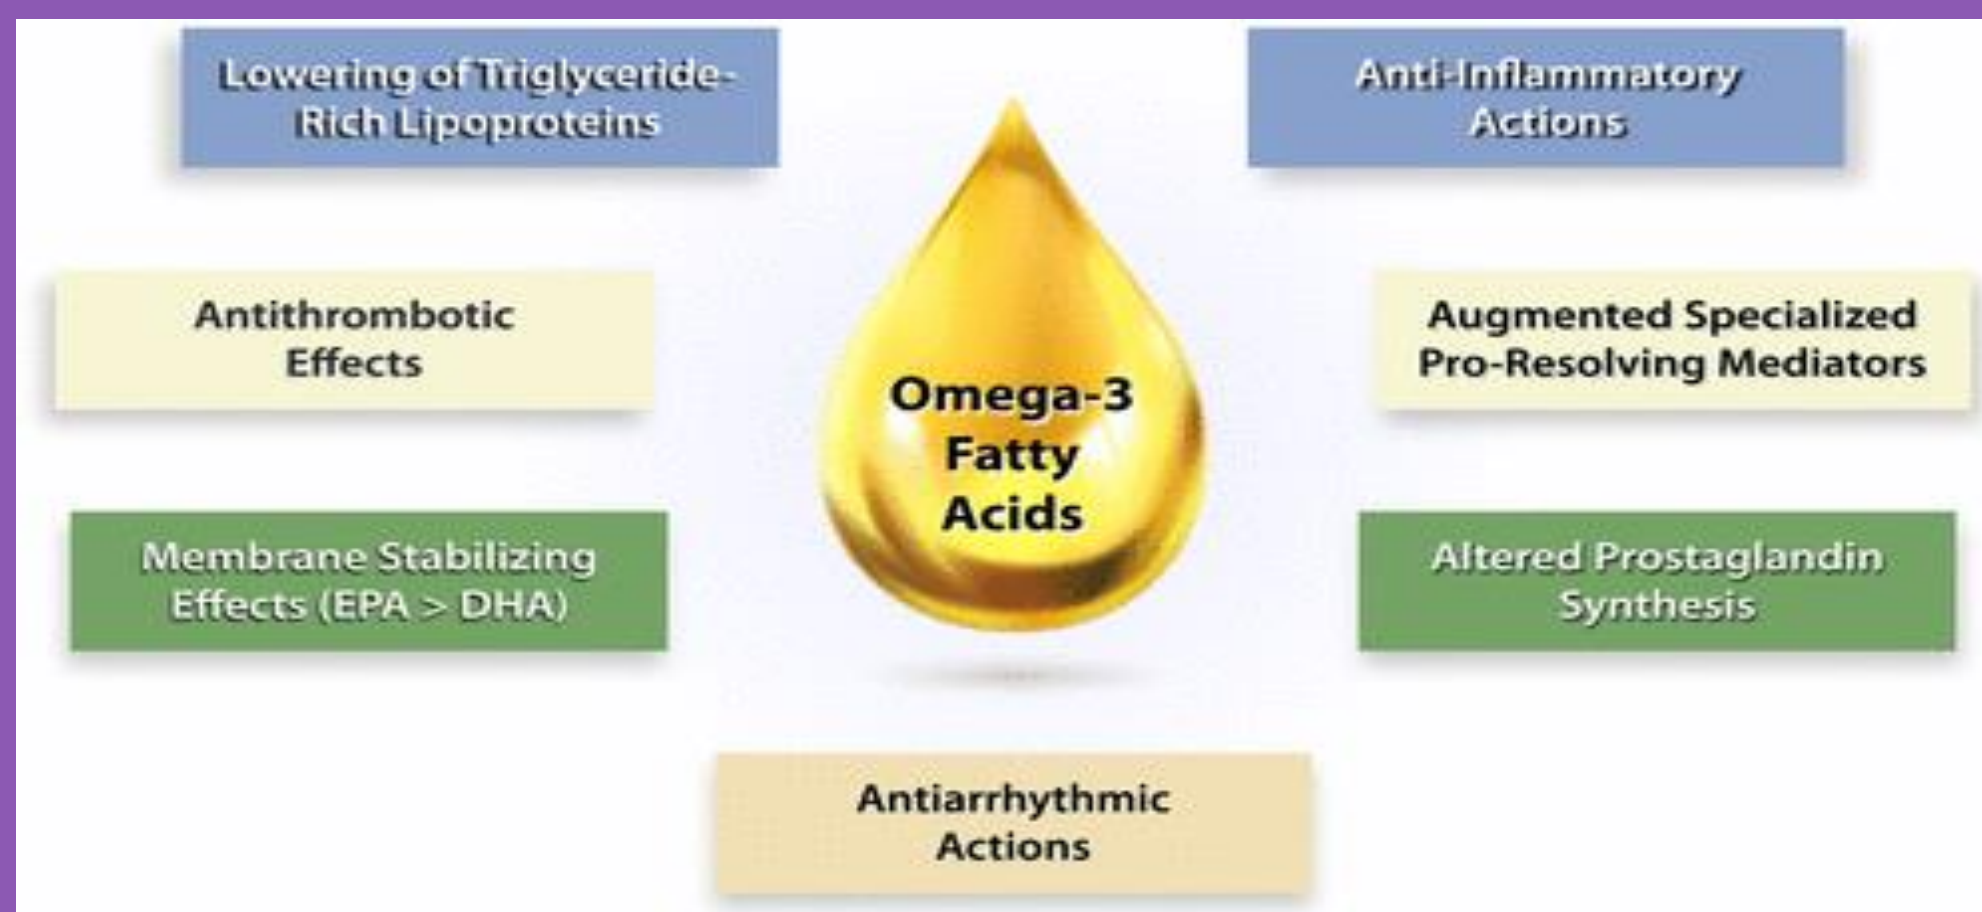 Lowering of Triglyceride-
Rich Lipoproteins
Anti-Inflammatory
Actions
Antithrombotic
Effects
Augmented Specialized
Pro-Resolving Mediators
Omega-3
Fatty
Acids
Membrane Stabilizing
Effects (EPA > DHA)
Altered Prostaglandin
Synthesis
Antiarrhythmic
Actions